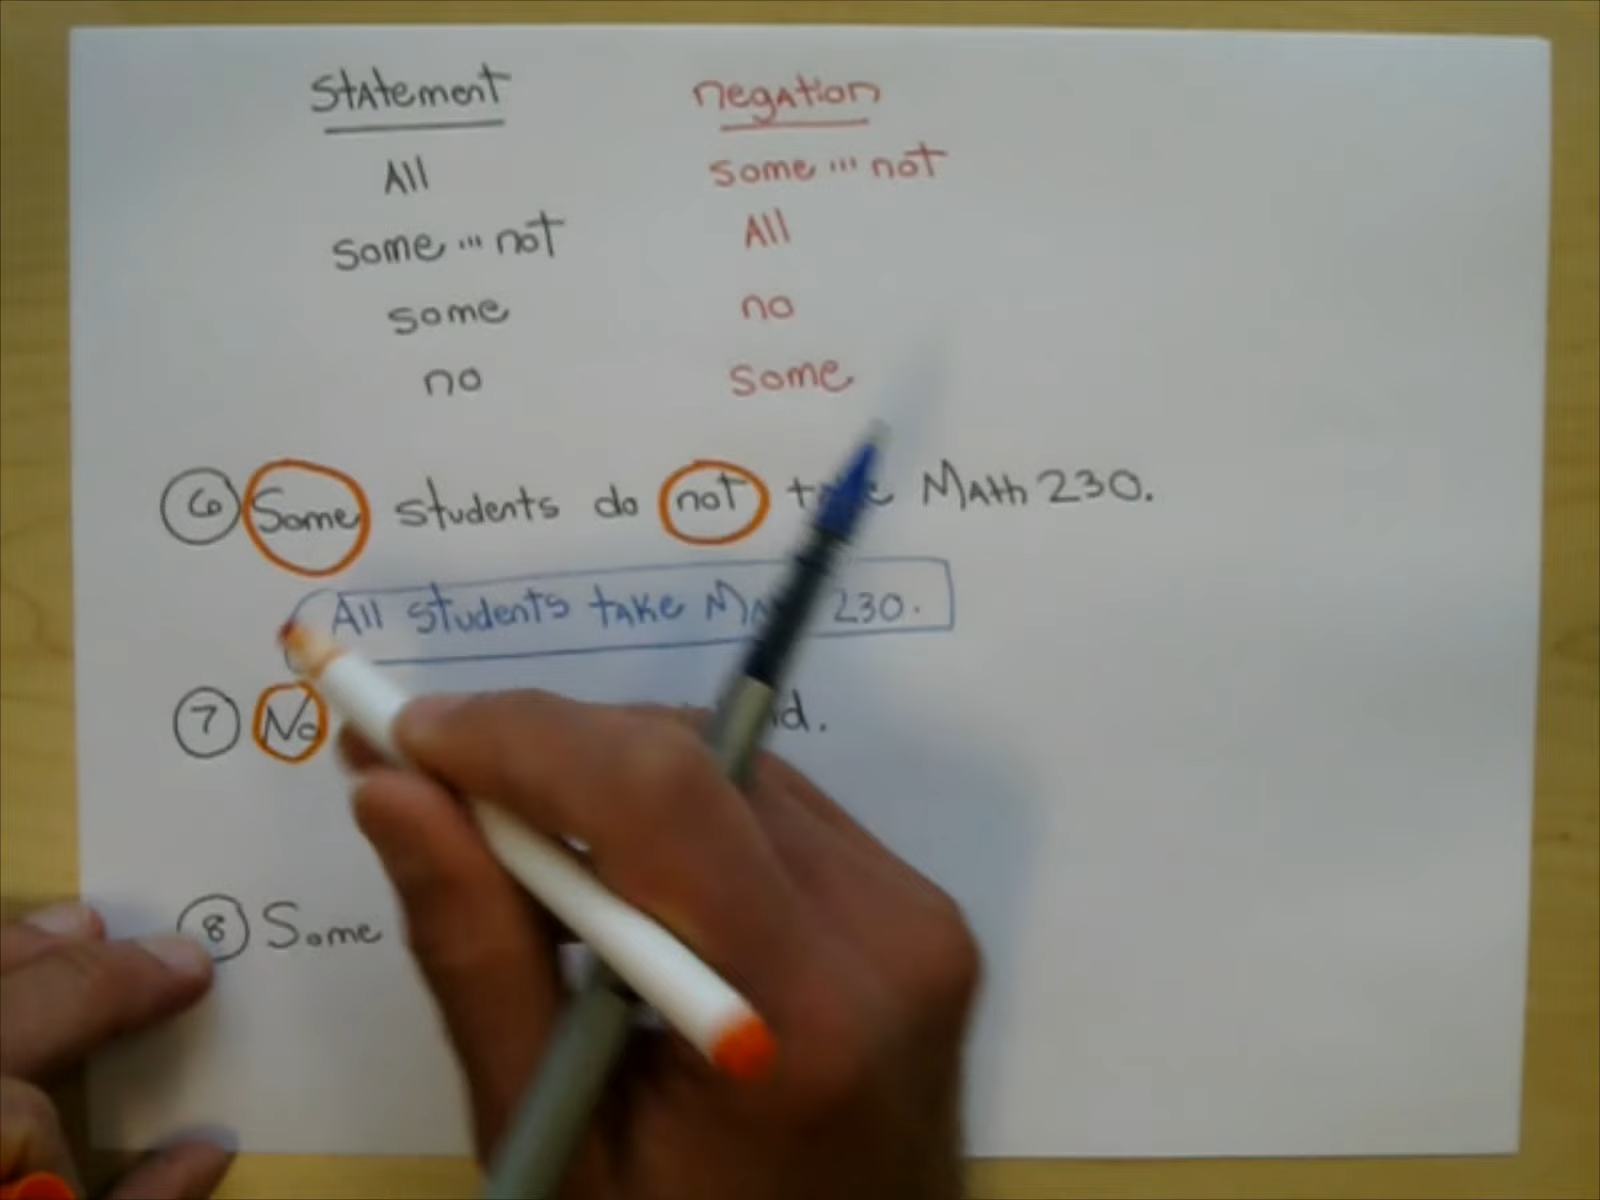 Statement negation
All some ... not
some ... not All
some no
no some
6 Some students do not take Math 230.
All students take 230.
7 No
8 Some